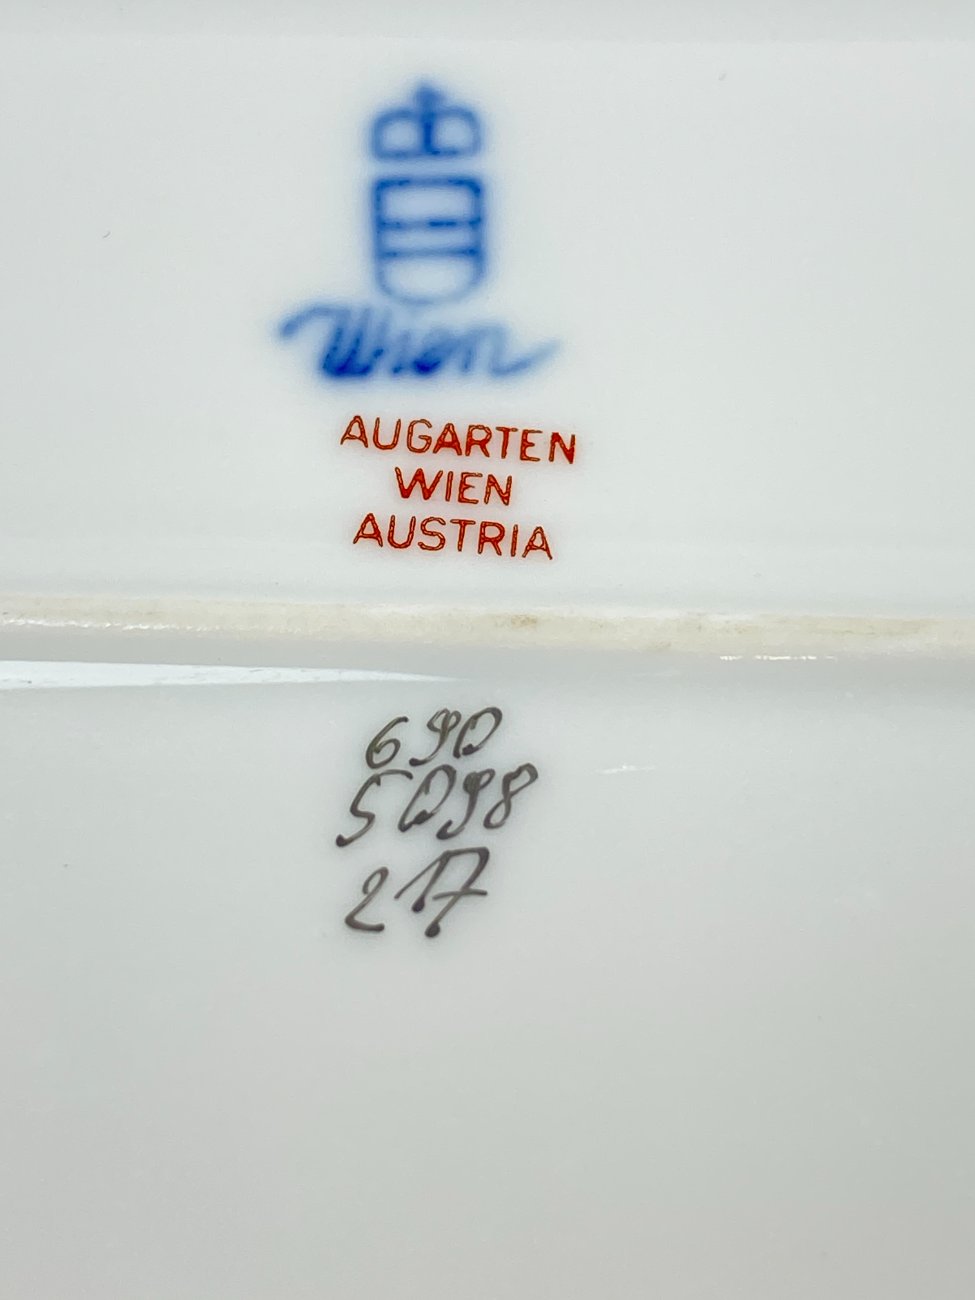 Wien
AUGARTEN
WIEN
AUSTRIA
690
5098
217